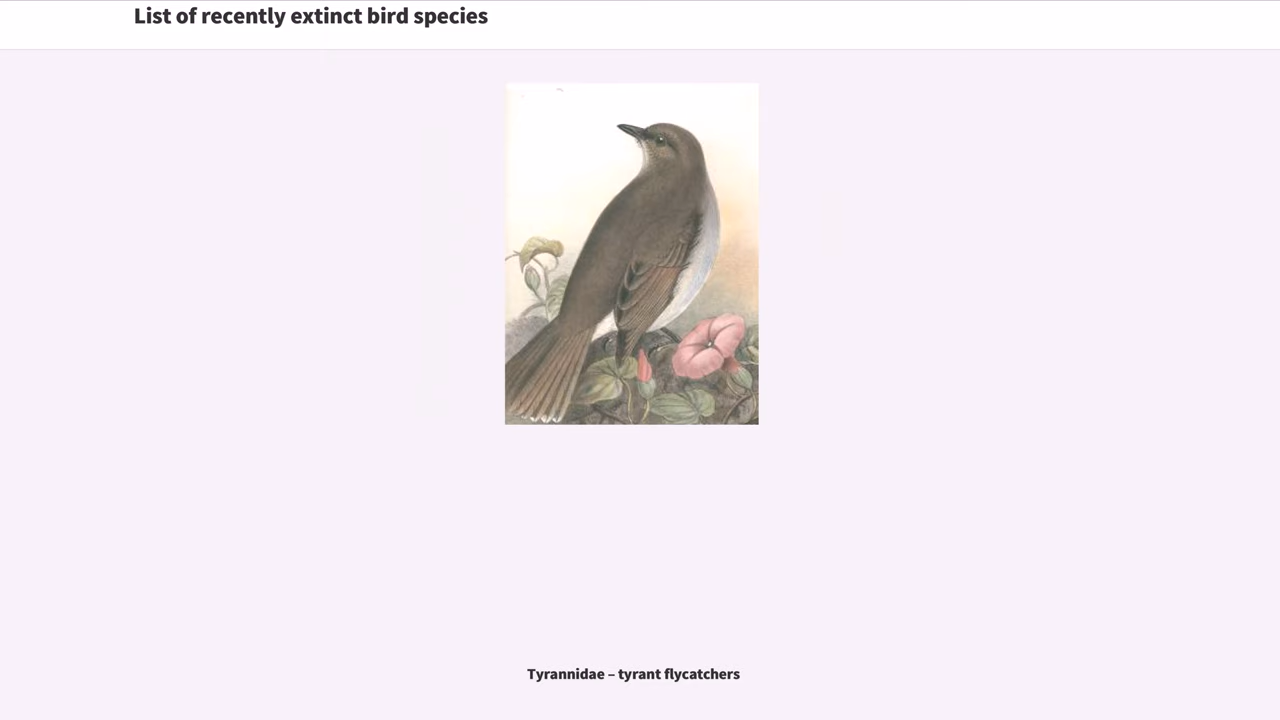 List of recently extinct bird species
Tyrannidae – tyrant flycatchers